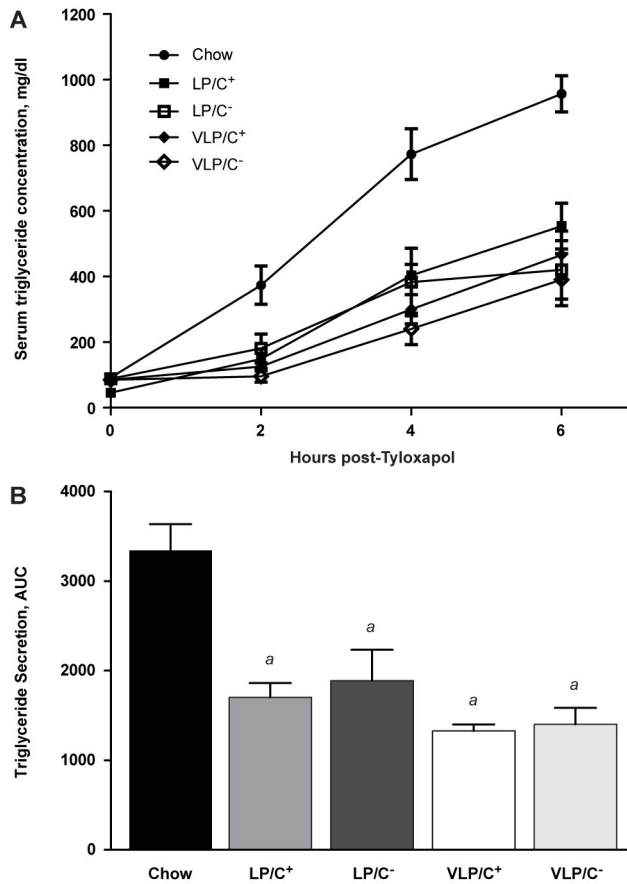 A
Serum triglyceride concentration, mg/dl
1200
1000
800
600
400
200
0
Chow
LP/C⁺
LP/C⁻
VLP/C⁺
VLP/C⁻
0 2 4 6
Hours post-Tyloxapol
B
Triglyceride Secretion, AUC
4000
3000
2000
1000
0
a a a a
Chow LP/C⁺ LP/C⁻ VLP/C⁺ VLP/C⁻